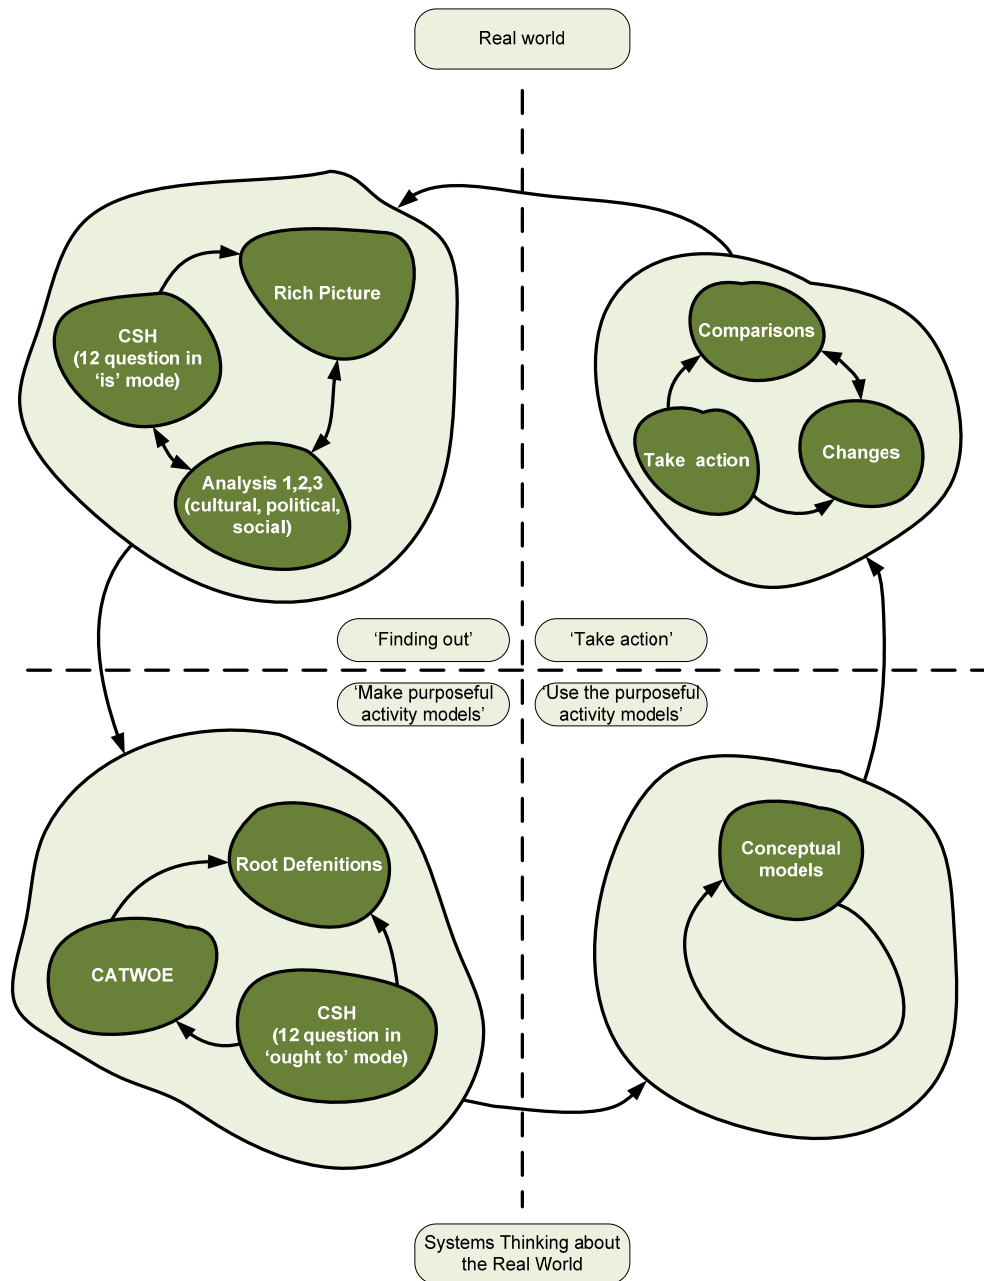 Real world
Rich Picture
CSH
(12 question in
‘is’ mode)
Analysis 1,2,3
(cultural, political,
social)
Comparisons
Take  action
Changes
‘Finding out’
‘Take action’
‘Make purposeful
activity models’
‘Use the purposeful
activity models’
Root Defenitions
CATWOE
CSH
(12 question in
‘ought to’ mode)
Conceptual
models
Systems Thinking about
the Real World